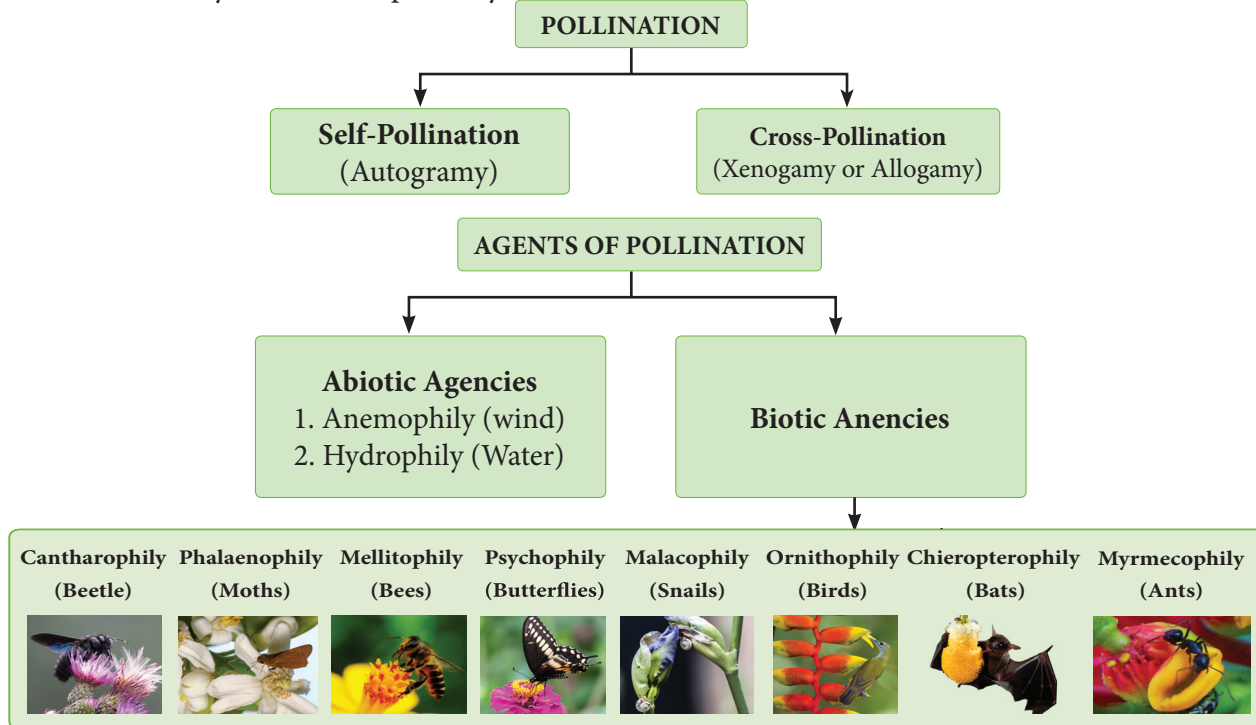 POLLINATION
Self-Pollination
(Autogramy)
Cross-Pollination
(Xenogamy or Allogamy)
AGENTS OF POLLINATION
Abiotic Agencies
1. Anemophily (wind)
2. Hydrophily (Water)
Biotic Anencies
Cantharophily
(Beetle)
Phalaenophily
(Moths)
Mellitophily
(Bees)
Psychophily
(Butterflies)
Malacophily
(Snails)
Ornithophily
(Birds)
Chieropterophily
(Bats)
Myrmecophily
(Ants)